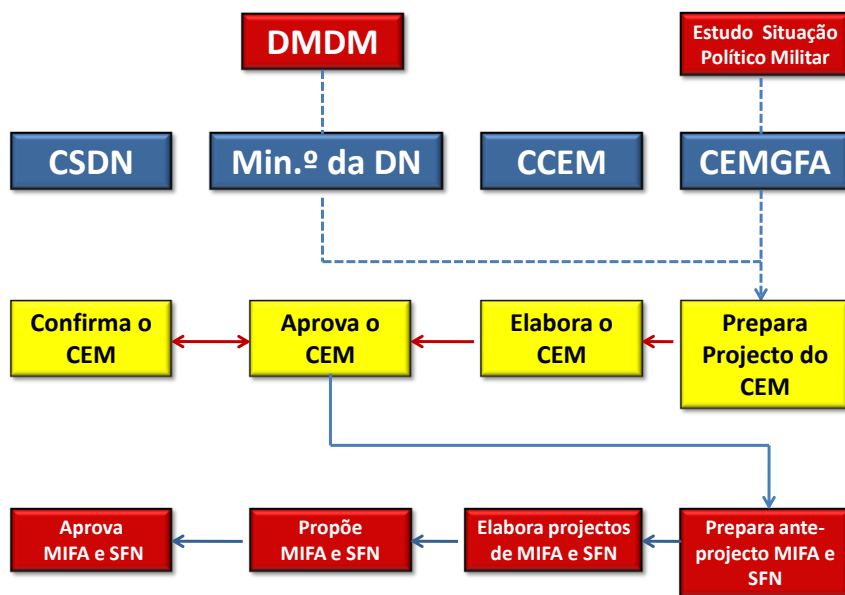 DMDM
Estudo Situação
Político Militar
CSDN
Min.º da DN
CCEM
CEMGFA
Confirma o
CEM
Aprova o
CEM
Elabora o
CEM
Prepara
Projecto do
CEM
Aprova
MIFA e SFN
Propõe
MIFA e SFN
Elabora projectos
de MIFA e SFN
Prepara ante-
projecto MIFA e
SFN